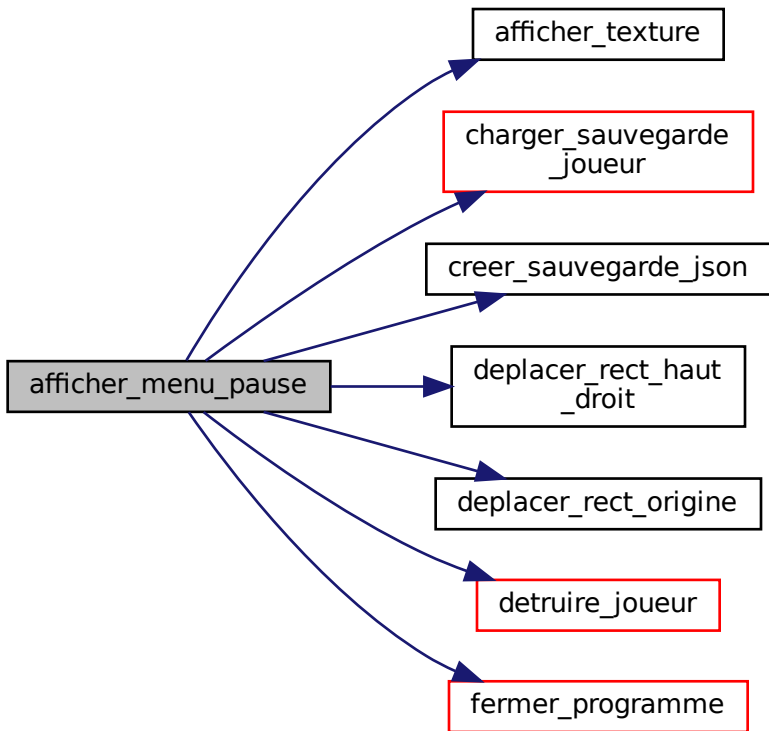 afficher_texture
charger_sauvegarde
_joueur
creer_sauvegarde_json
afficher_menu_pause
deplacer_rect_haut
_droit
deplacer_rect_origine
detruire_joueur
fermer_programme